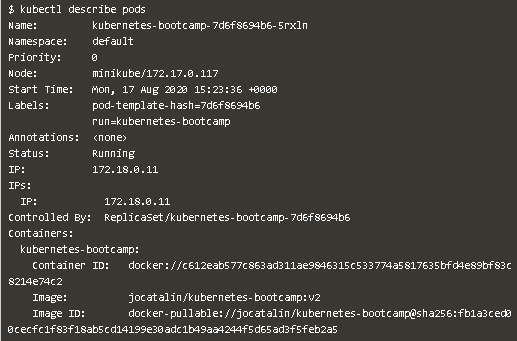 $ kubectl describe pods
Name:         kubernetes-bootcamp-7d6f8694b6-5rxln
Namespace:    default
Priority:     0
Node:         minikube/172.17.0.117
Start Time:   Mon, 17 Aug 2020 15:23:36 +0000
Labels:       pod-template-hash=7d6f8694b6
              run=kubernetes-bootcamp
Annotations:  <none>
Status:       Running
IP:           172.18.0.11
IPs:
  IP:           172.18.0.11
Controlled By:  ReplicaSet/kubernetes-bootcamp-7d6f8694b6
Containers:
  kubernetes-bootcamp:
    Container ID:   docker://c612eab577c863ad311ae9846315c533774a5817635bfd4e89bf83c
8214e74c2
    Image:          jocatalin/kubernetes-bootcamp:v2
    Image ID:       docker-pullable://jocatalin/kubernetes-bootcamp@sha256:fb1a3ced0
0cecfc1f83f18ab5cd14199e30adc1b49aa4244f5d65ad3f5feb2a5